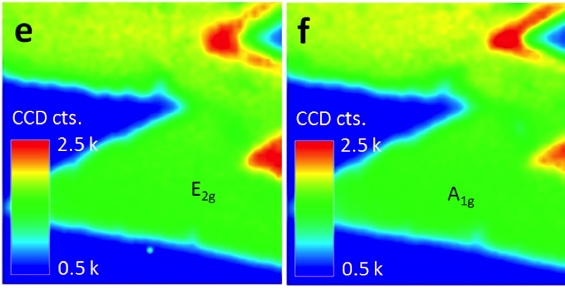 e
CCD cts.
2.5 k
E2g
0.5 k
f
CCD cts.
2.5 k
A1g
0.5 k